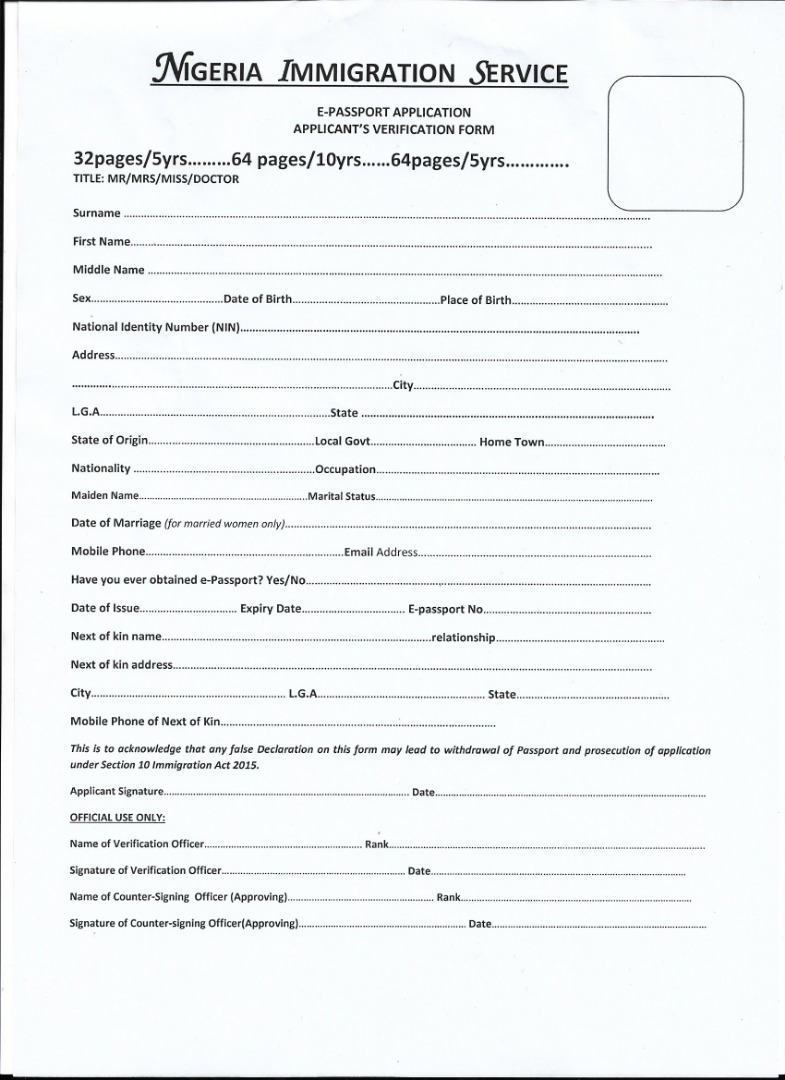 NIGERIA IMMIGRATION SERVICE
E-PASSPORT APPLICATION
APPLICANT'S VERIFICATION FORM
32pages/5yrs.........64 pages/10yrs......64pages/5yrs.............
TITLE: MR/MRS/MISS/DOCTOR
Surname ....................
First Name....................
Middle Name ....................
Sex....................Date of Birth....................Place of Birth....................
National Identity Number (NIN)....................
Address....................
....................City....................
L.G.A....................State ....................
State of Origin....................Local Govt.................... Home Town....................
Nationality ....................Occupation....................
Maiden Name....................Marital Status....................
Date of Marriage (for married women only)....................
Mobile Phone....................Email Address....................
Have you ever obtained e-Passport? Yes/No....................
Date of Issue.................... Expiry Date.................... E-passport No....................
Next of kin name....................relationship....................
Next of kin address....................
City.................... L.G.A.................... State....................
Mobile Phone of Next of Kin....................
This is to acknowledge that any false Declaration on this form may lead to withdrawal of Passport and prosecution of application
under Section 10 Immigration Act 2015.
Applicant Signature.................... Date....................
OFFICIAL USE ONLY:
Name of Verification Officer.................... Rank....................
Signature of Verification Officer.................... Date....................
Name of Counter-Signing Officer (Approving).................... Rank....................
Signature of Counter-signing Officer(Approving).................... Date....................